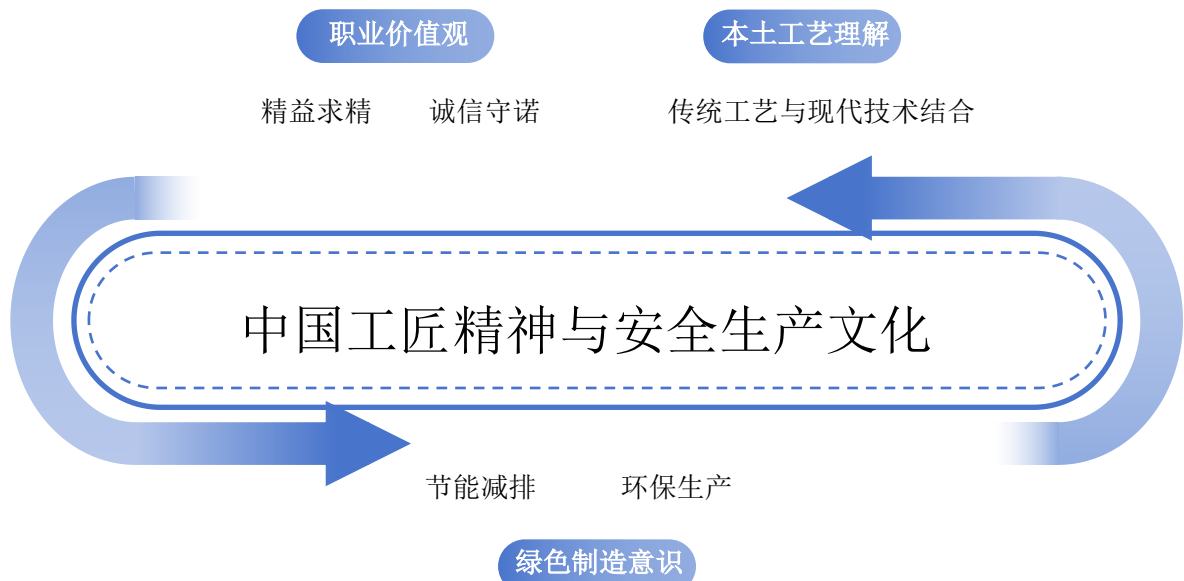 职业价值观 本土工艺理解
精益求精 诚信守诺 传统工艺与现代技术结合
中国工匠精神与安全生产文化
节能减排 环保生产
绿色制造意识